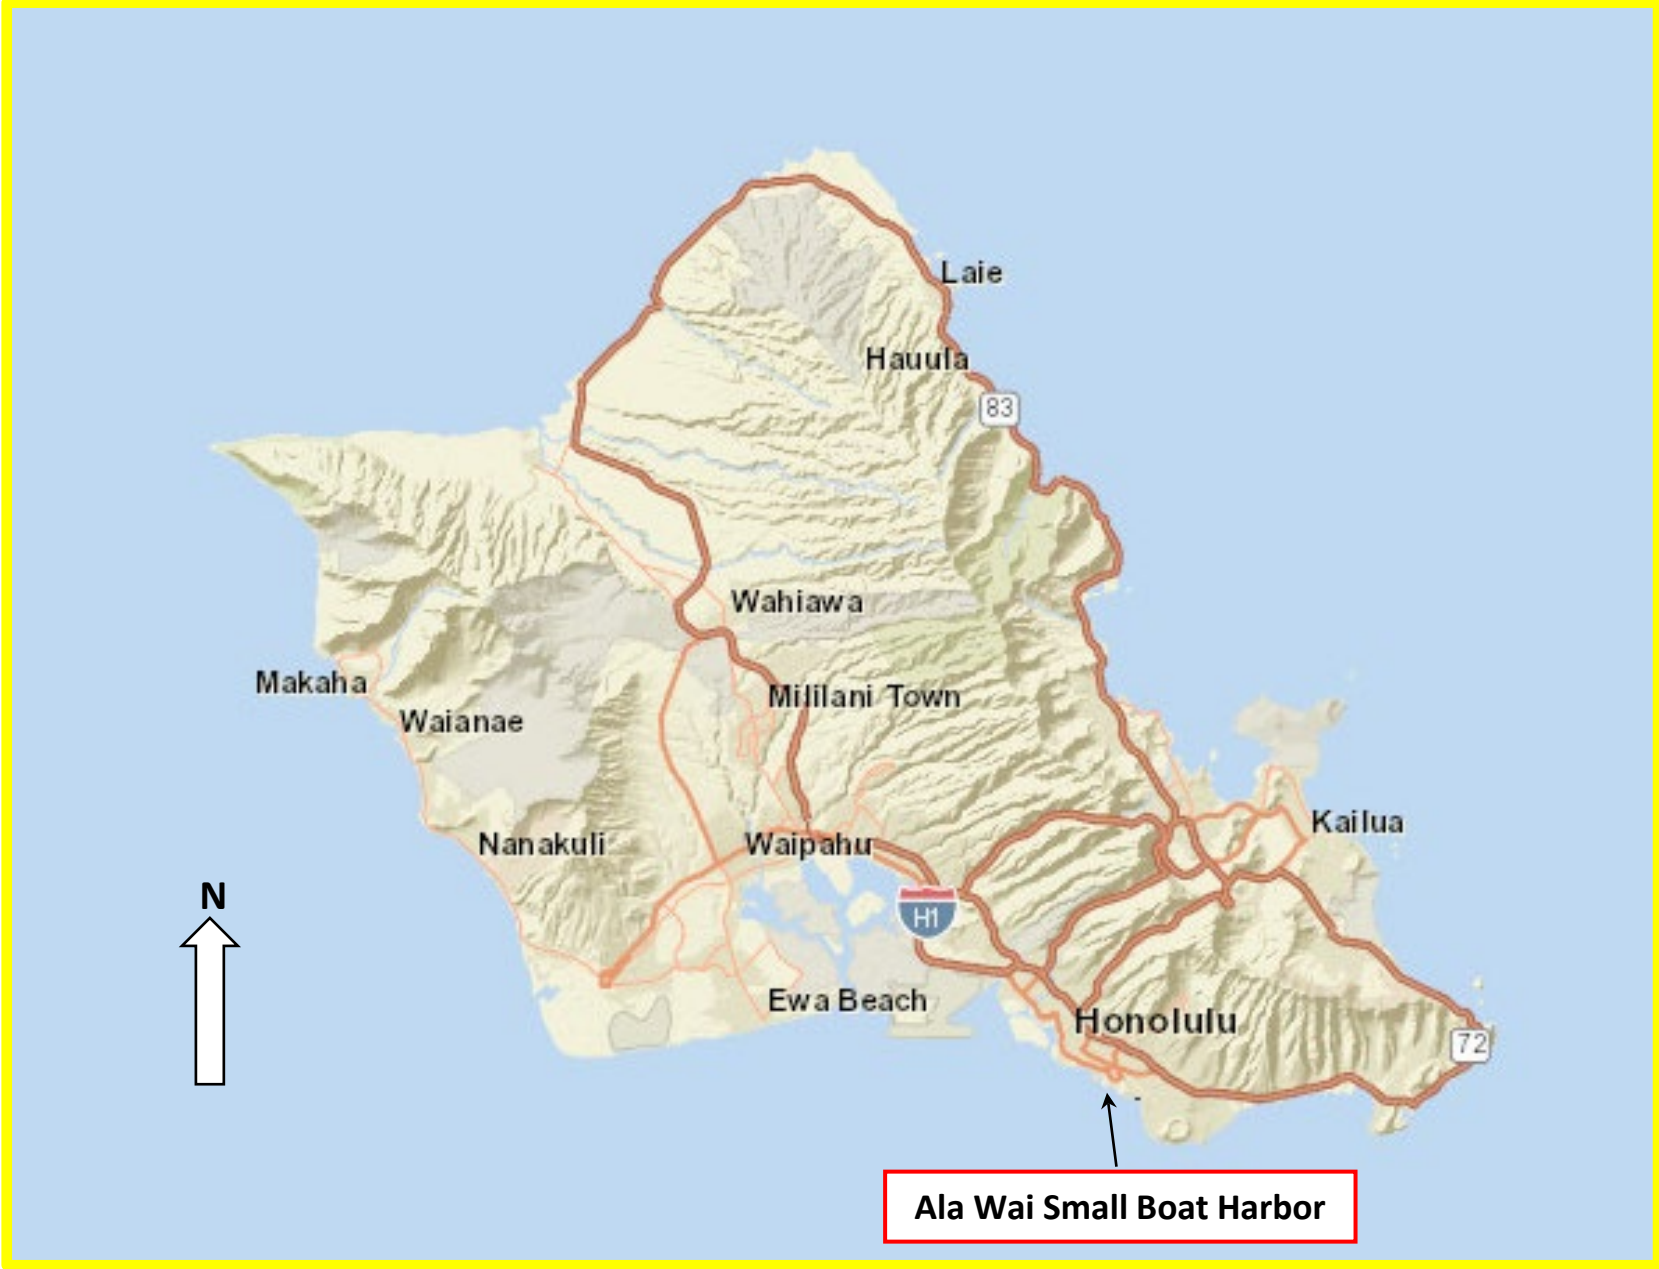 Laie
Hauula
83
Wahiawa
Makaha
Mililani Town
Waianae
Kailua
Nanakuli
Waipahu
N
H1
Ewa Beach
Honolulu
72
Ala Wai Small Boat Harbor